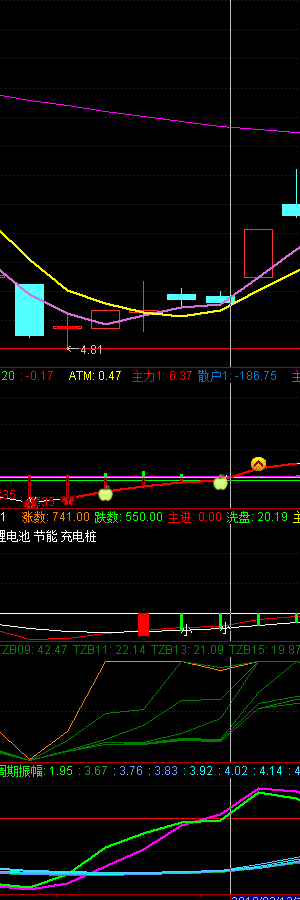 4.81
20 : -0.17 ATM: 0.47 主力1: 6.37 散户1: -186.75 主
35 35
1 涨数: 741.00 跌数: 550.00 主进: 0.00 洗盘: 20.19 主
锂电池 节能 充电桩
小 小
TZB09: 42.47 TZB11: 22.14 TZB13: 21.09 TZB15: 19.87
周期振幅: 1.95 : 3.67 : 3.76 : 3.83 : 3.92 : 4.02 : 4.14 : 4